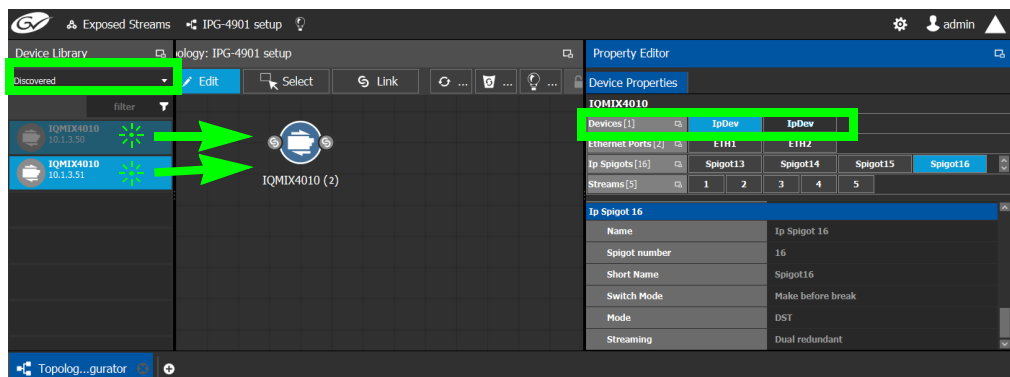 GV Exposed Streams IPG-4901 setup admin
Device Library
Discovered
filter
IQMIX4010
10.1.3.50
IQMIX4010
10.1.3.51
ology: IPG-4901 setup
Edit Select Link ... ... ...
IQMIX4010 (2)
Property Editor
Device Properties
IQMIX4010
Devices[1] IpDev IpDev
Ethernet Ports[2] ETH1 ETH2
Ip Spigots[16] Spigot13 Spigot14 Spigot15 Spigot16
Streams[5] 1 2 3 4 5
Ip Spigot 16
Name Ip Spigot 16
Spigot number 16
Short Name Spigot16
Switch Mode Make before break
Mode DST
Streaming Dual redundant
Topolog...gurator